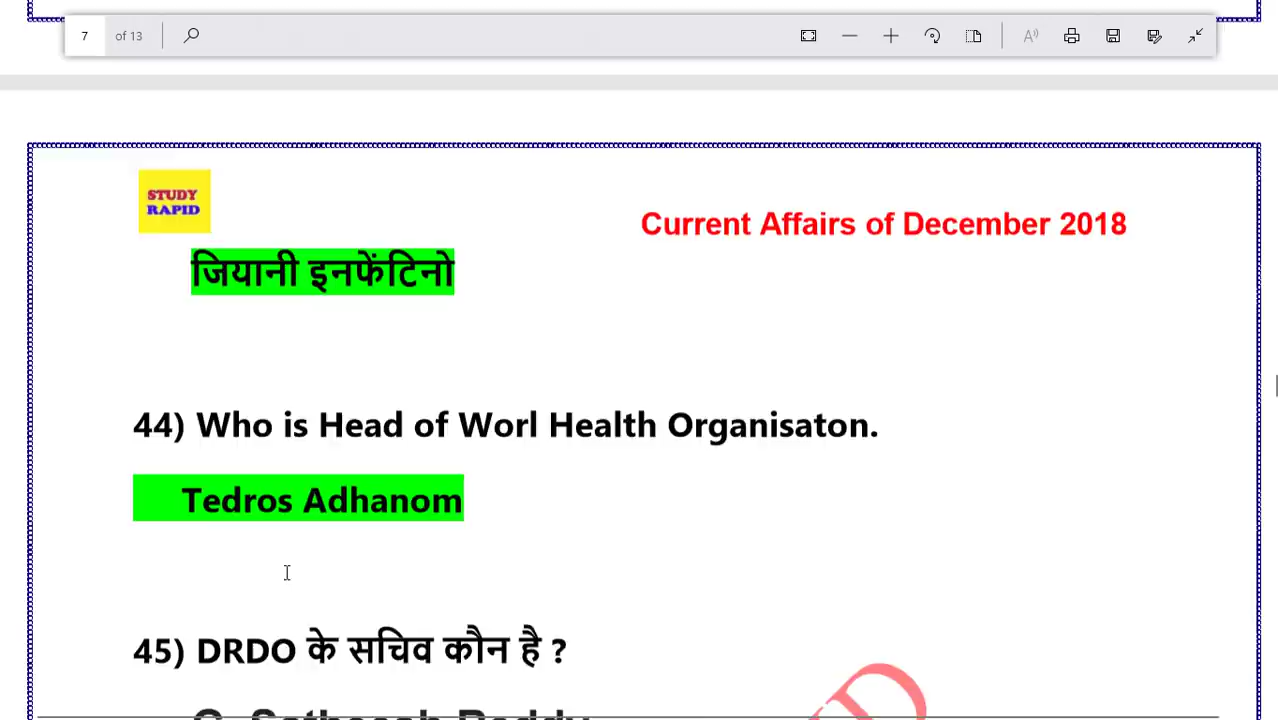 7 of 13
STUDY
RAPID
Current Affairs of December 2018
जियानी इनफेंटिनो
44) Who is Head of Worl Health Organisaton.
Tedros Adhanom
45) DRDO के सचिव कौन है ?